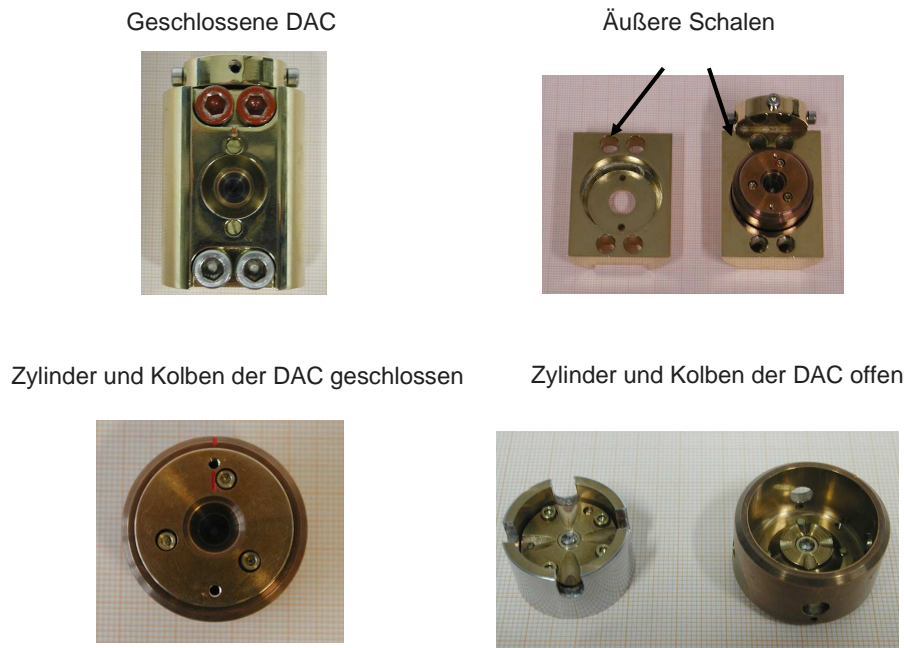 Geschlossene DAC
Äußere Schalen
Zylinder und Kolben der DAC geschlossen
Zylinder und Kolben der DAC offen